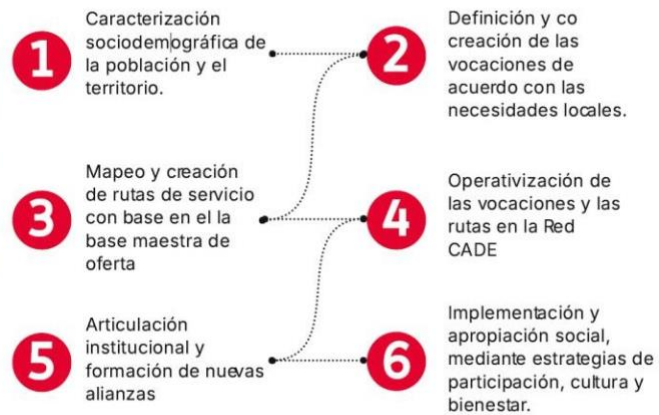 1
Caracterización
sociodemográfica de
la población y el
territorio.
2
Definición y co
creación de las
vocaciones de
acuerdo con las
necesidades locales.
3
Mapeo y creación
de rutas de servicio
con base en el la
base maestra de
oferta
4
Operativización de
las vocaciones y las
rutas en la Red
CADE
5
Articulación
institucional y
formación de nuevas
alianzas
6
Implementación y
apropiación social,
mediante estrategias de
participación, cultura y
bienestar.